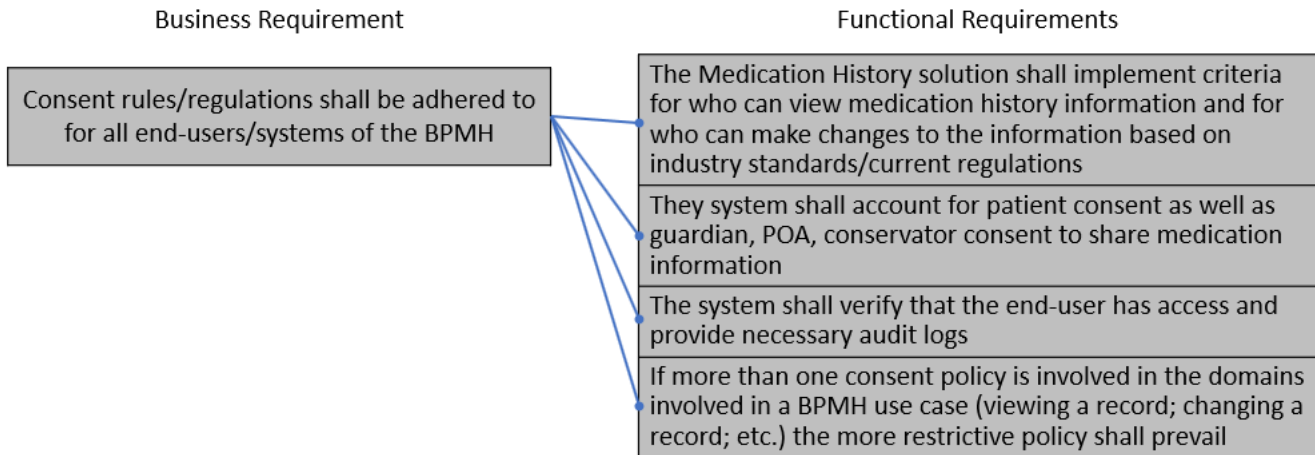 Business Requirement
Functional Requirements
Consent rules/regulations shall be adhered to
for all end-users/systems of the BPMH
The Medication History solution shall implement criteria
for who can view medication history information and for
who can make changes to the information based on
industry standards/current regulations
They system shall account for patient consent as well as
guardian, POA, conservator consent to share medication
information
The system shall verify that the end-user has access and
provide necessary audit logs
If more than one consent policy is involved in the domains
involved in a BPMH use case (viewing a record; changing a
record; etc.) the more restrictive policy shall prevail